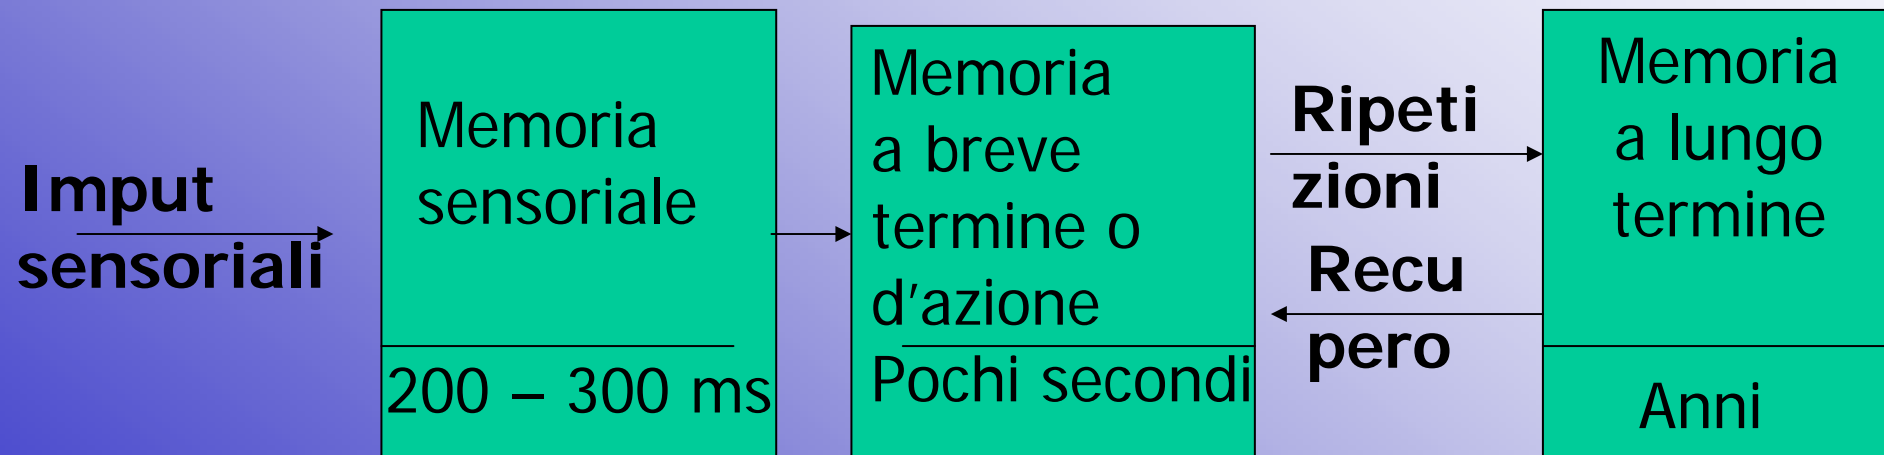 Imput
sensoriali
Memoria
sensoriale
200 – 300 ms
Memoria
a breve
termine o
d’azione
Pochi secondi
Ripeti
zioni
Recu
pero
Memoria
a lungo
termine
Anni